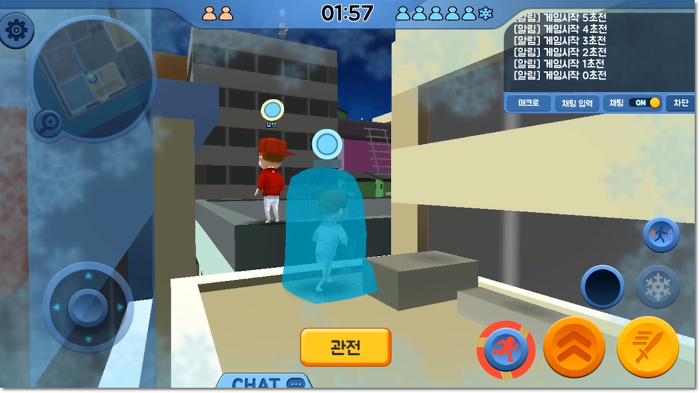 01:57
[알림] 게임시작 5초전
[알림] 게임시작 4초전
[알림] 게임시작 3초전
[알림] 게임시작 2초전
[알림] 게임시작 1초전
[알림] 게임시작 0초전
매크로
채팅 입력
채팅 ON
차단
관전
CHAT